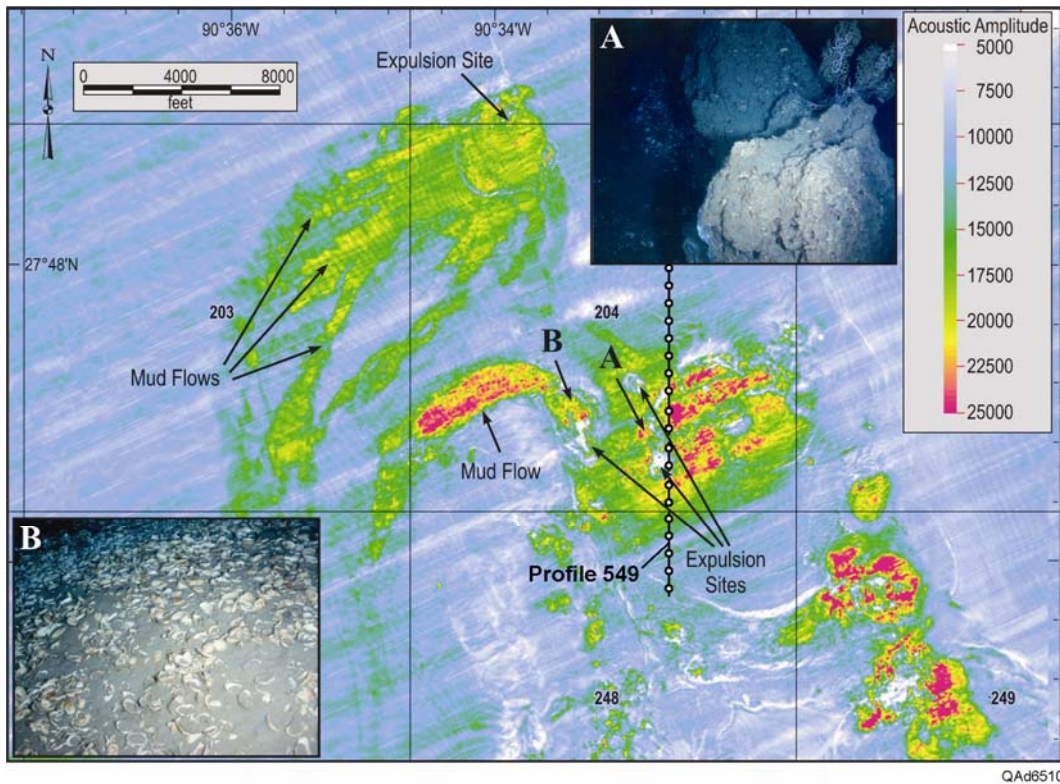 90°36'
90°34'
N
0 4000 8000
feet
Expulsion Site
A
Acoustic Amplitude
5000
7500
10000
12500
15000
17500
20000
22500
25000
27°48'N
203
204
Mud Flows
B
A
Mud Flow
B
Profile 549
Expulsion
Sites
248
249
QAd6510